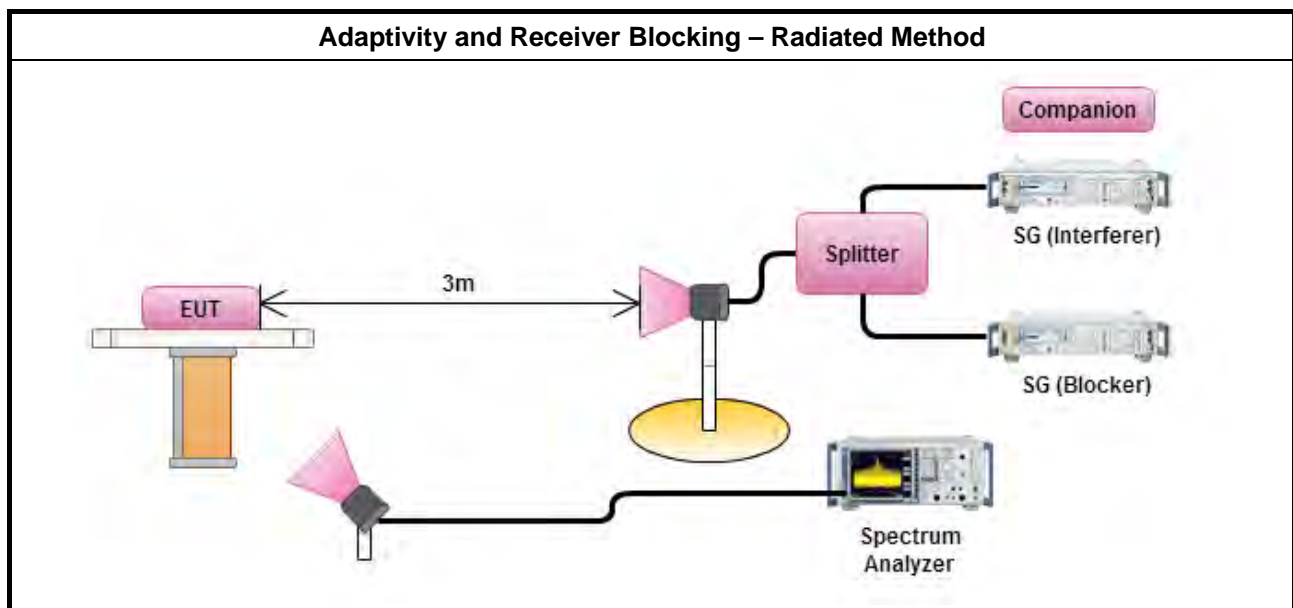 Adaptivity and Receiver Blocking – Radiated Method
Companion
SG (Interferer)
Splitter
3m
EUT
SG (Blocker)
Spectrum
Analyzer